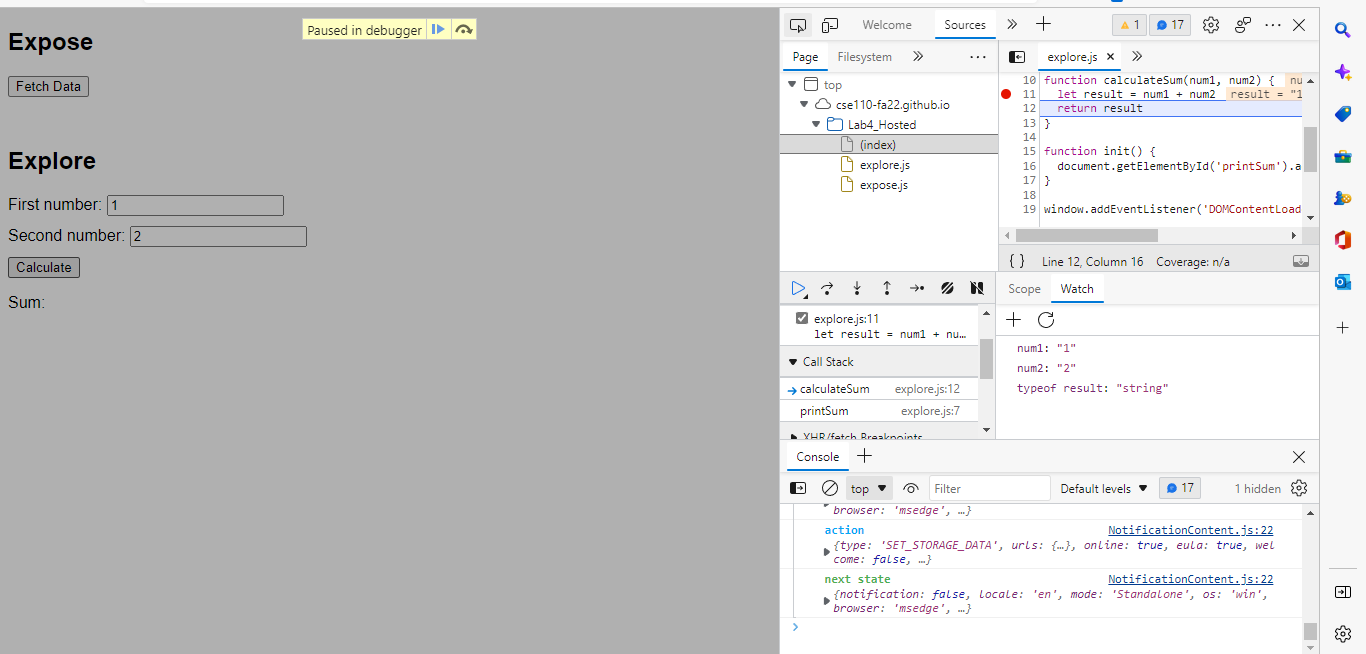 Expose
Fetch Data
Explore
First number: 1
Second number: 2
Calculate
Sum:
Paused in debugger
Welcome
Sources
1
17
Page
Filesystem
top
cse110-fa22.github.io
Lab4_Hosted
(index)
explore.js
expose.js
explore.js
10 function calculateSum(num1, num2) { nu
11 let result = num1 + num2 result = "1
12 return result
13 }
14
15 function init() {
16 document.getElementById('printSum').a
17 }
18
19 window.addEventListener('DOMContentLoad
{ } Line 12, Column 16 Coverage: n/a
explore.js:11
let result = num1 + nu…
Call Stack
calculateSum explore.js:12
printSum explore.js:7
XHR/fetch Breakpoints
Scope
Watch
num1: "1"
num2: "2"
typeof result: "string"
Console
top
Filter
Default levels
17
1 hidden
browser: 'msedge', …}
action NotificationContent.js:22
{type: 'SET_STORAGE_DATA', urls: {…}, online: true, eula: true, wel
come: false, …}
next state NotificationContent.js:22
{notification: false, locale: 'en', mode: 'Standalone', os: 'win',
browser: 'msedge', …}